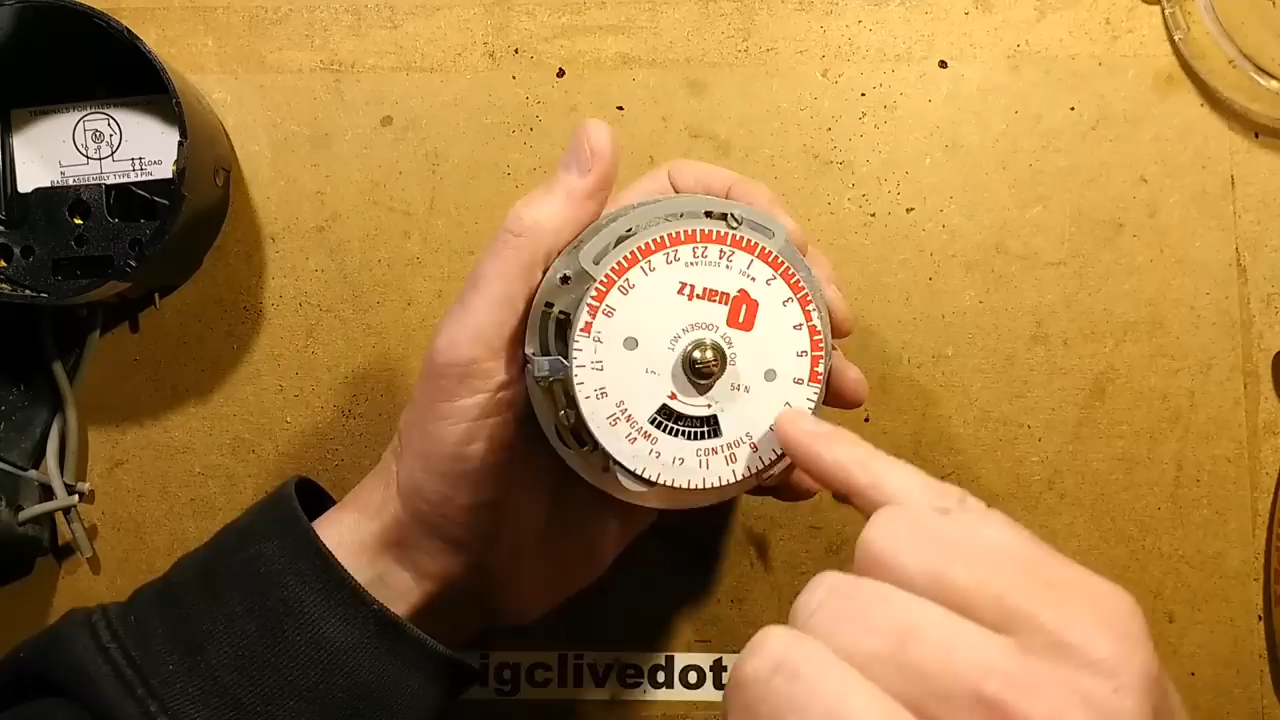 TERMINALS FOR FIXED WIRING
M
L
N
LOAD
BASE ASSEMBLY TYPE 3 PIN.
19 20 21 22 23 24 1 2 3 4 5 6
MADE IN SCOTLAND
Quartz
DO NOT LOOSEN NUT
54°N
JAN
SANGAMO CONTROLS
17 16 15 14 13 12 11 10 9
igclivedot